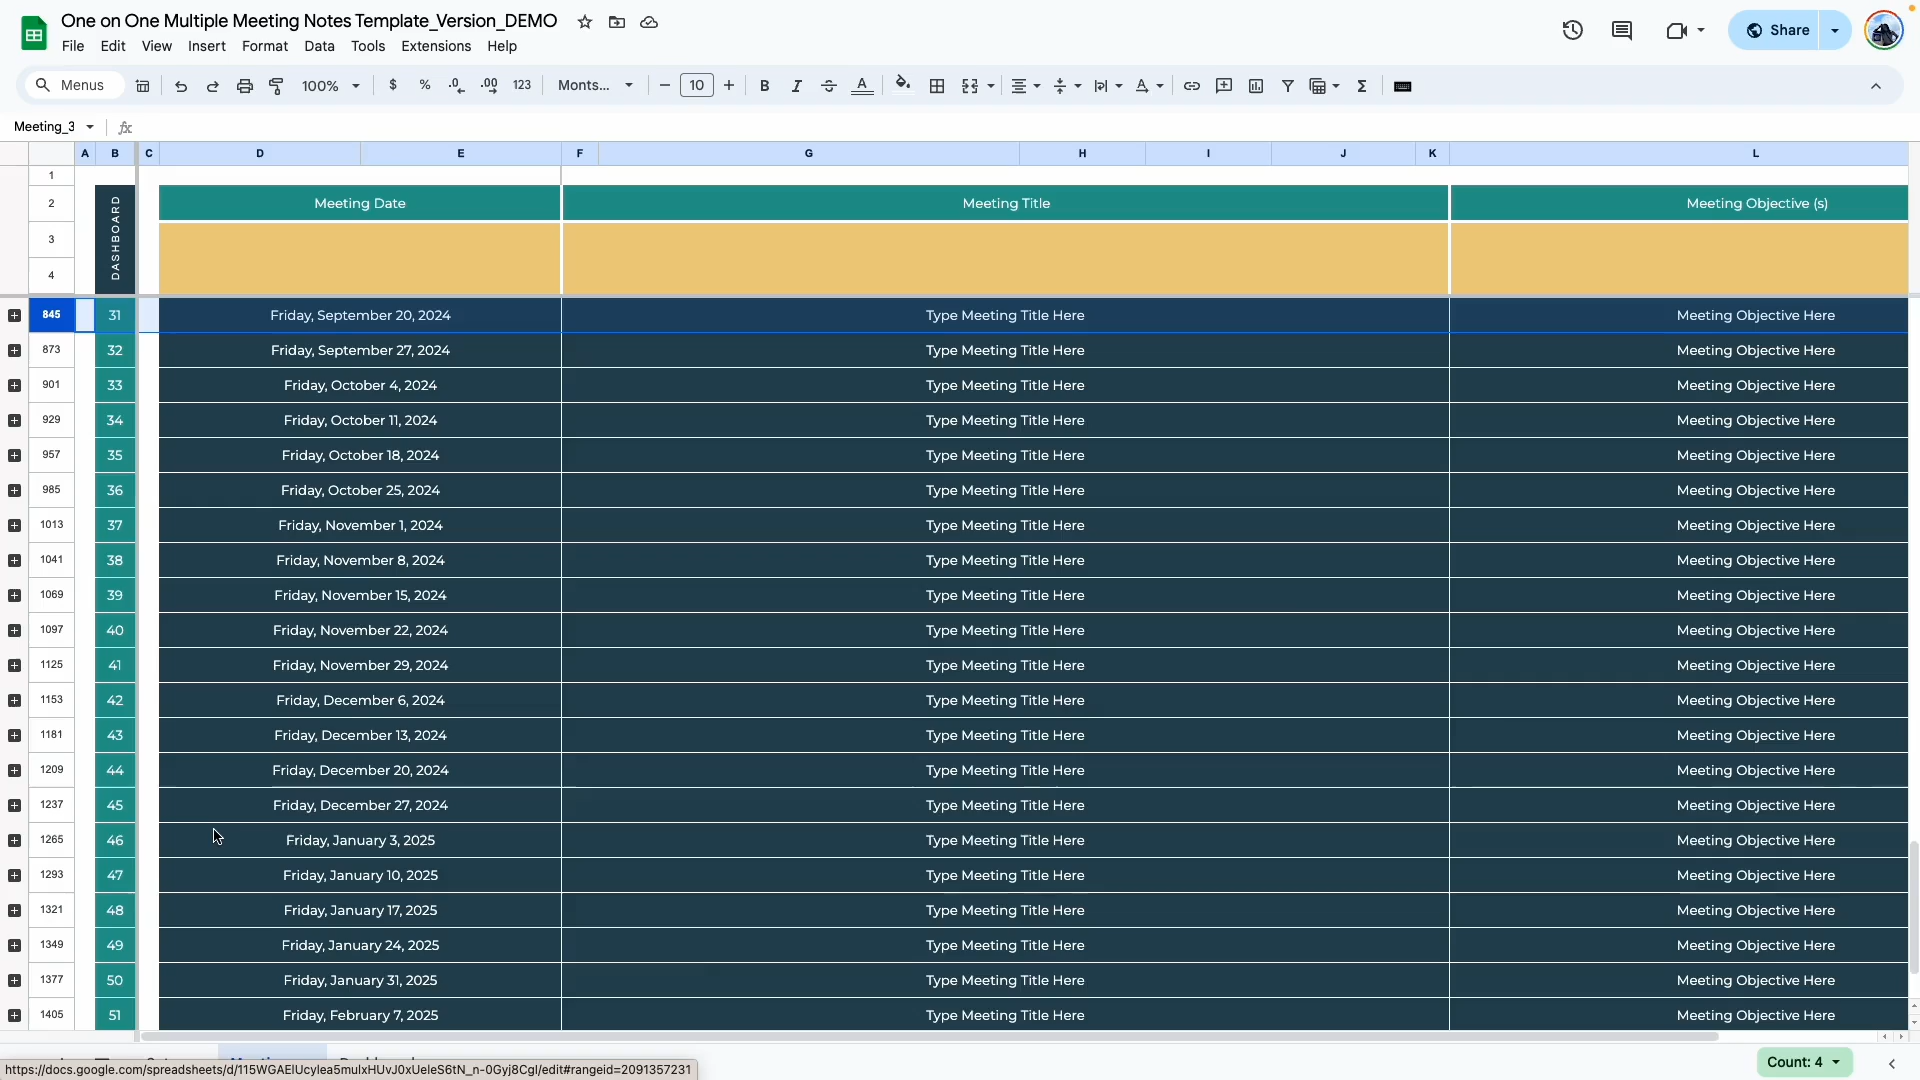 One on One Multiple Meeting Notes Template_Version_DEMO
Share
File Edit View Insert Format Data Tools Extensions Help
Menus 100% $ % .0 .00 123 Monts... 10 B I A
Meeting_3 fx
A B C D E F G H I J K L
1
2 Meeting Date Meeting Title Meeting Objective (s)
DASHBOARD
3
4
845 31 Friday, September 20, 2024 Type Meeting Title Here Meeting Objective Here
873 32 Friday, September 27, 2024 Type Meeting Title Here Meeting Objective Here
901 33 Friday, October 4, 2024 Type Meeting Title Here Meeting Objective Here
929 34 Friday, October 11, 2024 Type Meeting Title Here Meeting Objective Here
957 35 Friday, October 18, 2024 Type Meeting Title Here Meeting Objective Here
985 36 Friday, October 25, 2024 Type Meeting Title Here Meeting Objective Here
1013 37 Friday, November 1, 2024 Type Meeting Title Here Meeting Objective Here
1041 38 Friday, November 8, 2024 Type Meeting Title Here Meeting Objective Here
1069 39 Friday, November 15, 2024 Type Meeting Title Here Meeting Objective Here
1097 40 Friday, November 22, 2024 Type Meeting Title Here Meeting Objective Here
1125 41 Friday, November 29, 2024 Type Meeting Title Here Meeting Objective Here
1153 42 Friday, December 6, 2024 Type Meeting Title Here Meeting Objective Here
1181 43 Friday, December 13, 2024 Type Meeting Title Here Meeting Objective Here
1209 44 Friday, December 20, 2024 Type Meeting Title Here Meeting Objective Here
1237 45 Friday, December 27, 2024 Type Meeting Title Here Meeting Objective Here
1265 46 Friday, January 3, 2025 Type Meeting Title Here Meeting Objective Here
1293 47 Friday, January 10, 2025 Type Meeting Title Here Meeting Objective Here
1321 48 Friday, January 17, 2025 Type Meeting Title Here Meeting Objective Here
1349 49 Friday, January 24, 2025 Type Meeting Title Here Meeting Objective Here
1377 50 Friday, January 31, 2025 Type Meeting Title Here Meeting Objective Here
1405 51 Friday, February 7, 2025 Type Meeting Title Here Meeting Objective Here
Count: 4